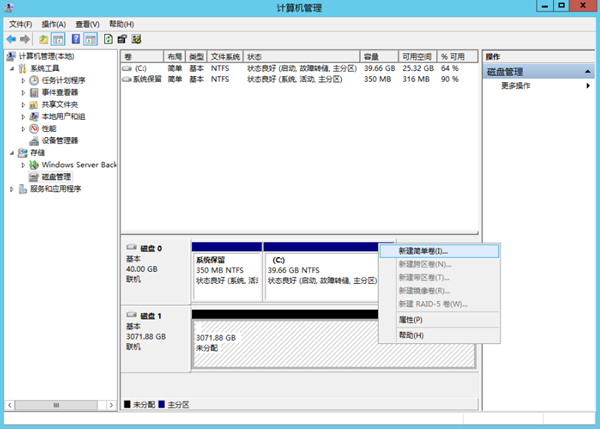 计算机管理
文件(F) 操作(A) 查看(V) 帮助(H)
计算机管理(本地)
系统工具
任务计划程序
事件查看器
共享文件夹
本地用户和组
性能
设备管理器
存储
Windows Server Back
磁盘管理
服务和应用程序
卷 布局 类型 文件系统 状态 容量 可用空间 % 可用
(C:) 简单 基本 NTFS 状态良好 (启动, 故障转储, 主分区) 39.66 GB 25.32 GB 64 %
系统保留 简单 基本 NTFS 状态良好 (系统, 活动, 主分区) 350 MB 316 MB 90 %
磁盘 0
基本
40.00 GB
联机
系统保留
350 MB NTFS
状态良好 (系统, 活:
(C:)
39.66 GB NTFS
状态良好 (启动, 故障转储, 主分区)
磁盘 1
基本
3071.88 GB
联机
3071.88 GB
未分配
新建简单卷(I)...
新建跨区卷(N)...
新建带区卷(T)...
新建镜像卷(R)...
新建 RAID-5 卷(W)...
属性(P)
帮助(H)
未分配 主分区
操作
磁盘管理
更多操作